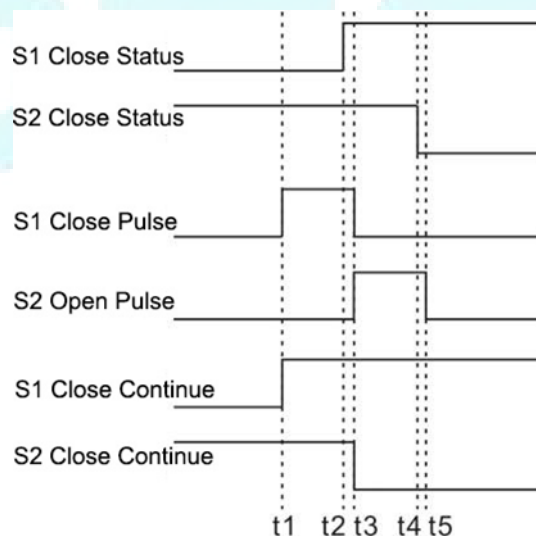 S1 Close Status
S2 Close Status
S1 Close Pulse
S2 Open Pulse
S1 Close Continue
S2 Close Continue
t1 t2 t3 t4 t5